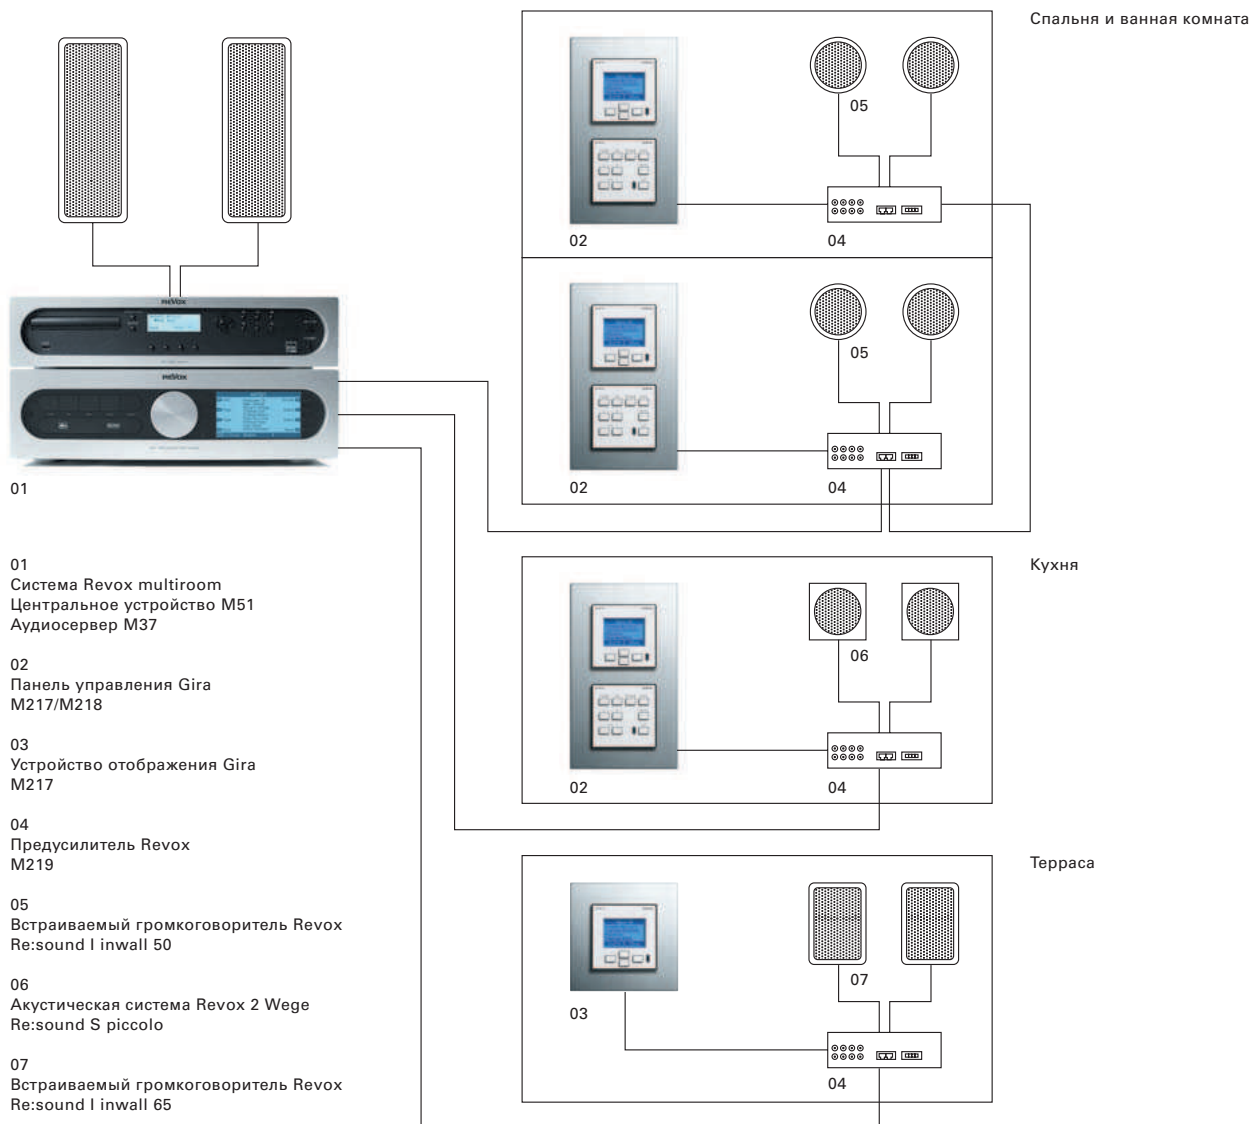 Спальня и ванная комната
05
02
04
REVOX
REVOX
05
02
04
01
Кухня
06
02
04
01
Система Revox multiroom
Центральное устройство M51
Аудиосервер M37
02
Панель управления Gira
M217/M218
03
Устройство отображения Gira
M217
04
Предусилитель Revox
M219
05
Встраиваемый громкоговоритель Revox
Re:sound I inwall 50
06
Акустическая система Revox 2 Wege
Re:sound S piccolo
07
Встраиваемый громкоговоритель Revox
Re:sound I inwall 65
Терраса
07
03
04